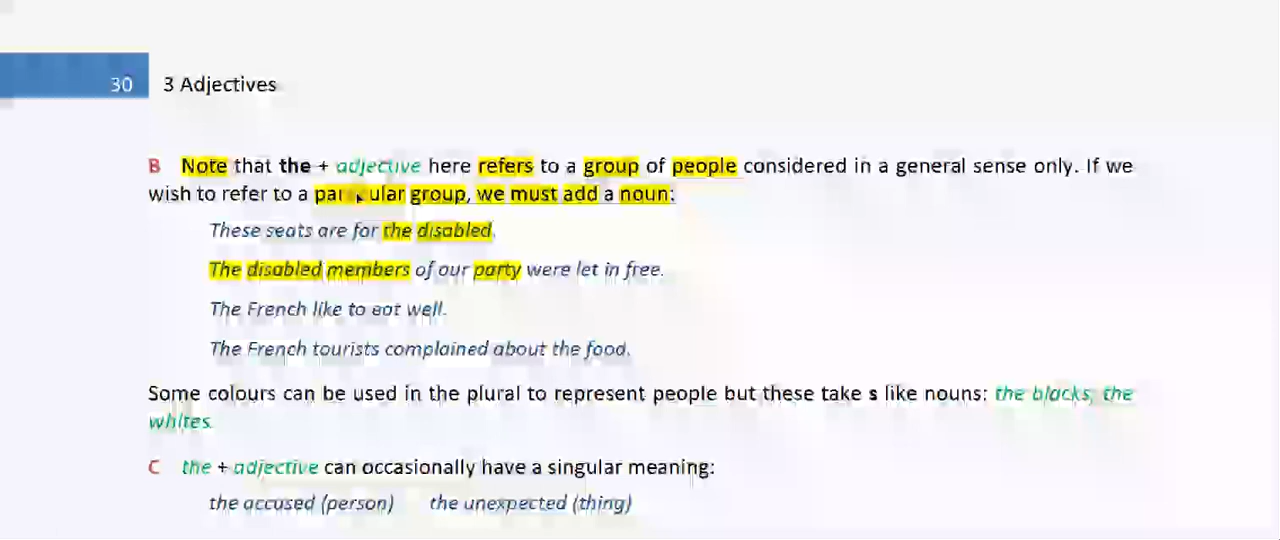 30 3 Adjectives
B Note that the + adjective here refers to a group of people considered in a general sense only. If we
wish to refer to a particular group, we must add a noun:
These seats are for the disabled.
The disabled members of our party were let in free.
The French like to eat well.
The French tourists complained about the food.
Some colours can be used in the plural to represent people but these take s like nouns: the blacks, the
whites.
C the + adjective can occasionally have a singular meaning:
the accused (person) the unexpected (thing)